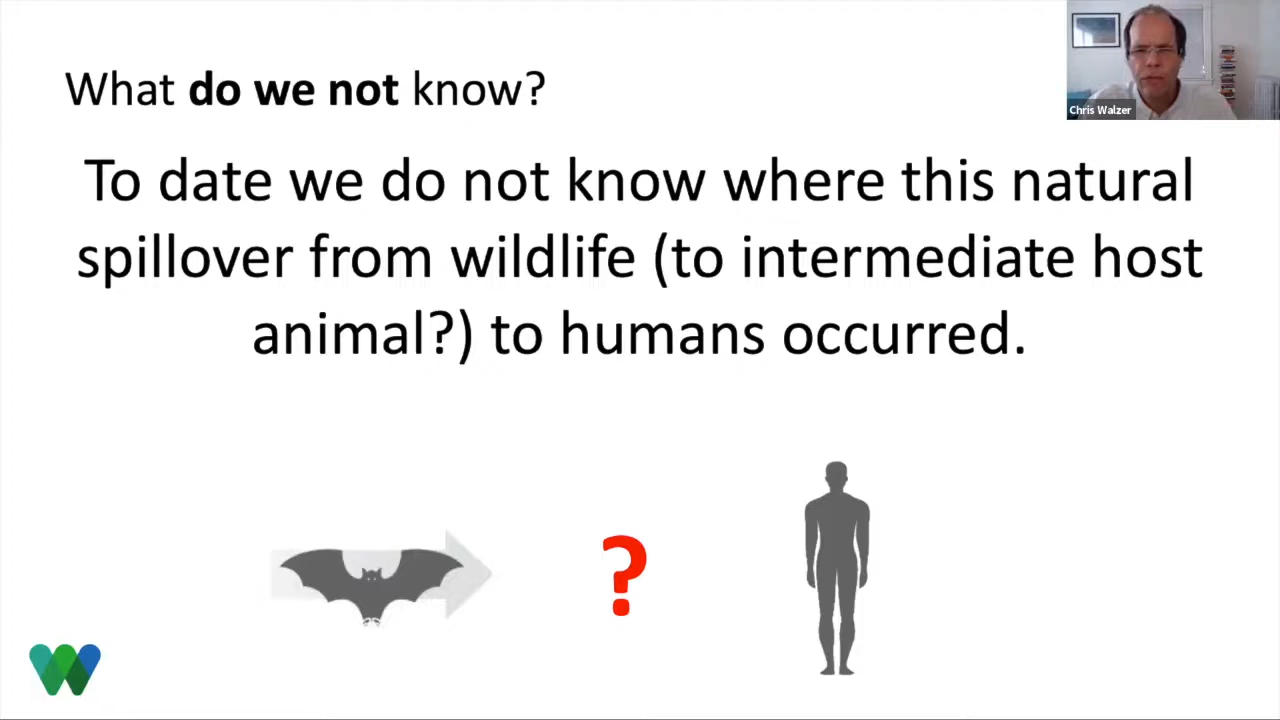 What do we not know?
To date we do not know where this natural
spillover from wildlife (to intermediate host
animal?) to humans occurred.
?
Chris Walzer